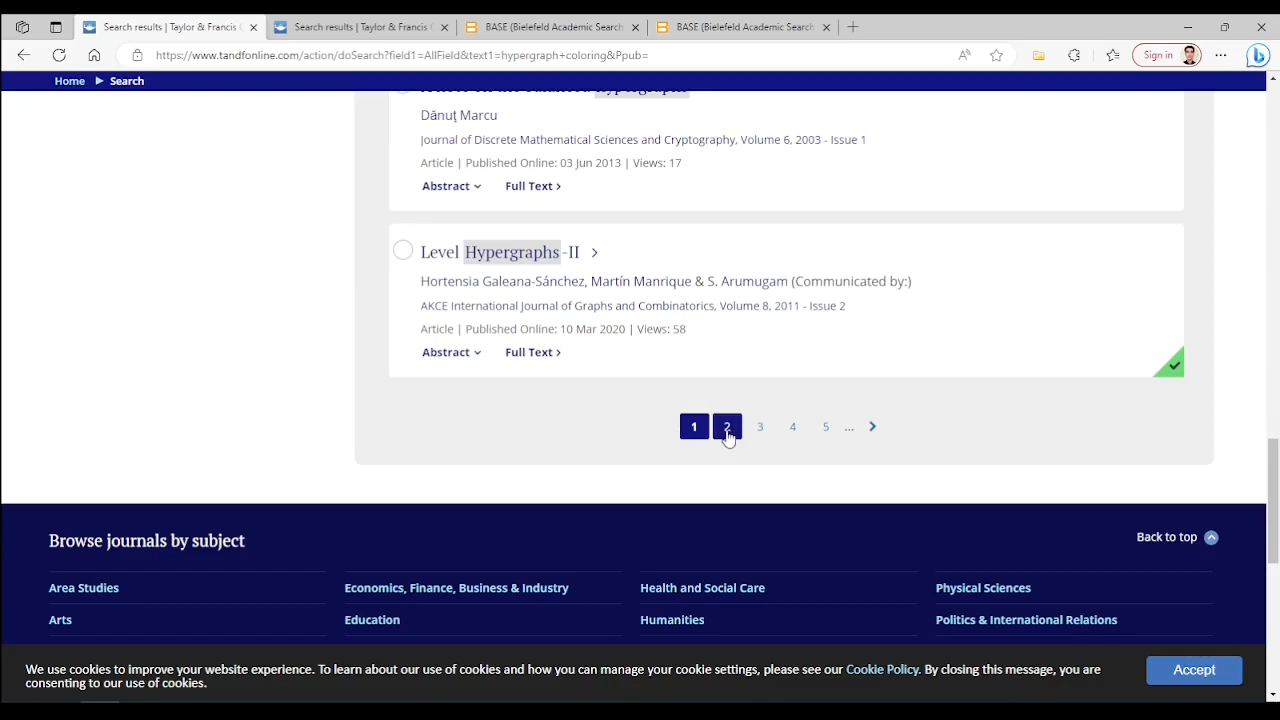 Search results | Taylor & Francis
Search results | Taylor & Francis
BASE (Bielefeld Academic Search
BASE (Bielefeld Academic Search
https://www.tandfonline.com/action/doSearch?field1=AllField&text1=hypergraph+coloring&Ppub=
Sign in
Home
Search
Dănuț Marcu
Journal of Discrete Mathematical Sciences and Cryptography, Volume 6, 2003 - Issue 1
Article | Published Online: 03 Jun 2013 | Views: 17
Abstract
Full Text
Level Hypergraphs-II
Hortensia Galeana-Sánchez, Martín Manrique & S. Arumugam (Communicated by:)
AKCE International Journal of Graphs and Combinatorics, Volume 8, 2011 - Issue 2
Article | Published Online: 10 Mar 2020 | Views: 58
Abstract
Full Text
1 2 3 4 5 ...
Browse journals by subject
Back to top
Area Studies
Economics, Finance, Business & Industry
Health and Social Care
Physical Sciences
Arts
Education
Humanities
Politics & International Relations
We use cookies to improve your website experience. To learn about our use of cookies and how you can manage your cookie settings, please see our Cookie Policy. By closing this message, you are
consenting to our use of cookies.
Accept